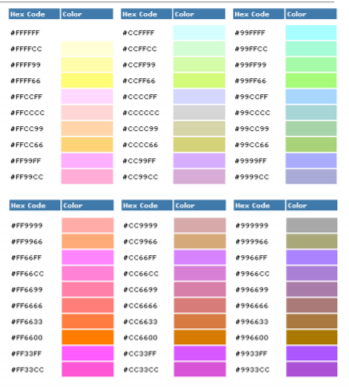 Hex Code Color Hex Code Color Hex Code Color
#FFFFFF #CCFFFF #99FFFF
#FFFFCC #CCFFCC #99FFCC
#FFFF99 #CCFF99 #99FF99
#FFFF66 #CCFF66 #99FF66
#FFCCFF #CCCCFF #99CCFF
#FFCCCC #CCCCCC #99CCCC
#FFCC99 #CCCC99 #99CC99
#FFCC66 #CCCC66 #99CC66
#FF99FF #CC99FF #9999FF
#FF99CC #CC99CC #9999CC
Hex Code Color Hex Code Color Hex Code Color
#FF9999 #CC9999 #999999
#FF9966 #CC9966 #999966
#FF66FF #CC66FF #9966FF
#FF66CC #CC66CC #9966CC
#FF6699 #CC6699 #996699
#FF6666 #CC6666 #996666
#FF6633 #CC6633 #996633
#FF6600 #CC6600 #996600
#FF33FF #CC33FF #9933FF
#FF33CC #CC33CC #9933CC